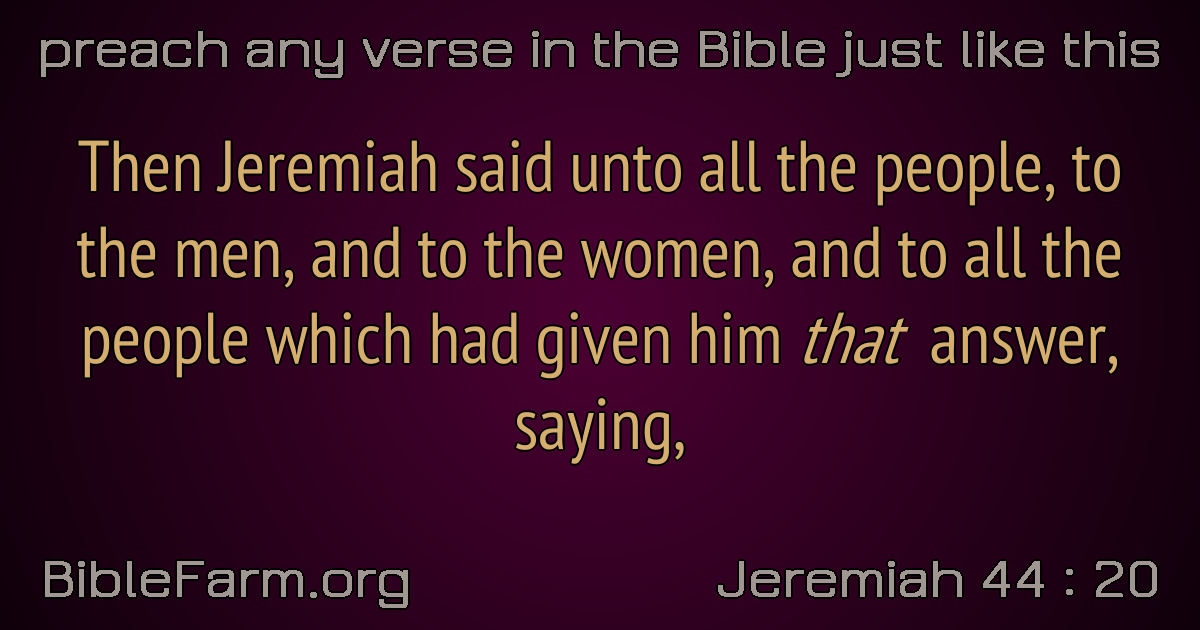 preach any verse in the Bible just like this
Then Jeremiah said unto all the people, to
the men, and to the women, and to all the
people which had given him that answer,
saying,
BibleFarm.org
Jeremiah 44 : 20